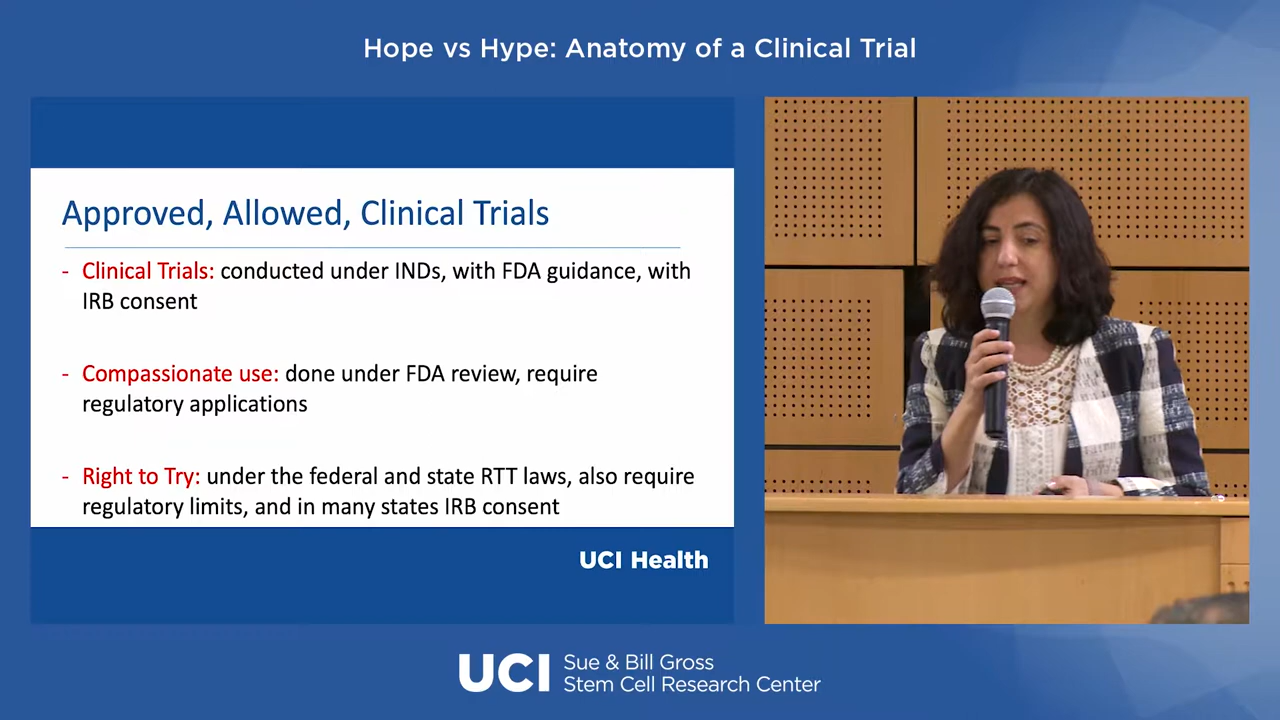 Hope vs Hype: Anatomy of a Clinical Trial
Approved, Allowed, Clinical Trials
- Clinical Trials: conducted under INDs, with FDA guidance, with
IRB consent
- Compassionate use: done under FDA review, require
regulatory applications
- Right to Try: under the federal and state RTT laws, also require
regulatory limits, and in many states IRB consent
UCI Health
UCI
Sue & Bill Gross
Stem Cell Research Center